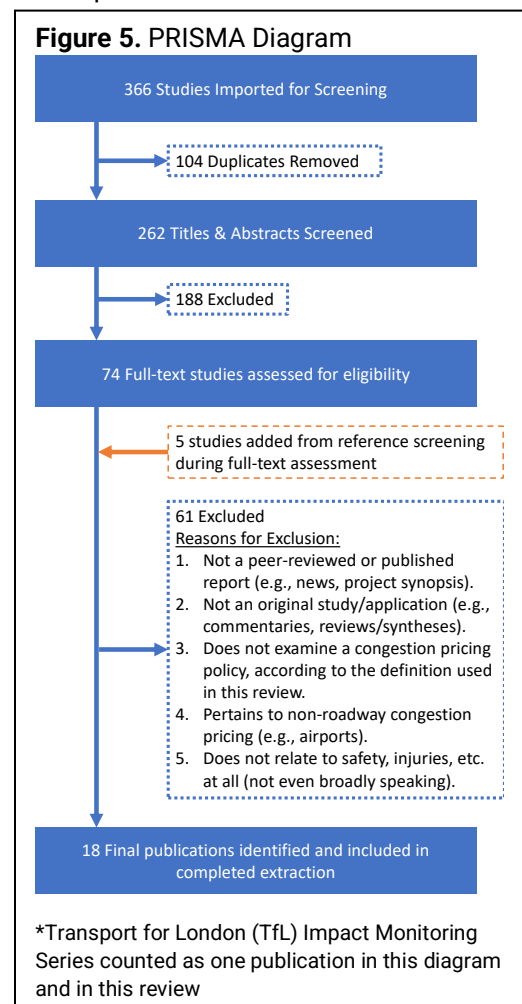 Figure 5. PRISMA Diagram
366 Studies Imported for Screening
104 Duplicates Removed
262 Titles & Abstracts Screened
188 Excluded
74 Full-text studies assessed for eligibility
5 studies added from reference screening
during full-text assessment
61 Excluded
Reasons for Exclusion:
1. Not a peer-reviewed or published
report (e.g., news, project synopsis).
2. Not an original study/application (e.g.,
commentaries, reviews/syntheses).
3. Does not examine a congestion pricing
policy, according to the definition used
in this review.
4. Pertains to non-roadway congestion
pricing (e.g., airports).
5. Does not relate to safety, injuries, etc.
at all (not even broadly speaking).
18 Final publications identified and included in
completed extraction
*Transport for London (TfL) Impact Monitoring
Series counted as one publication in this diagram
and in this review